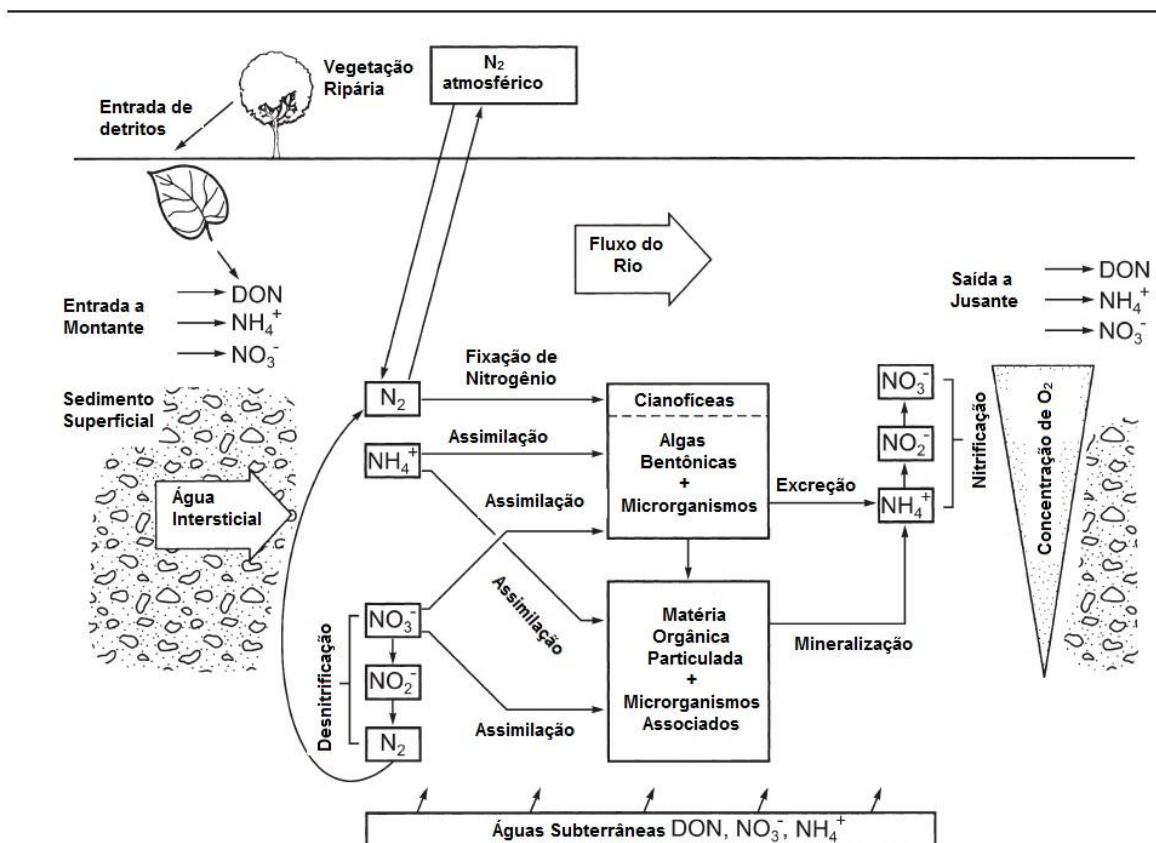 N₂
atmosférico
Vegetação
Ripária
Entrada de
detritos
Fluxo do
Rio
Entrada a
Montante
DON
NH₄⁺
NO₃⁻
Saída a
Jusante
DON
NH₄⁺
NO₃⁻
Sedimento
Superficial
Água
Intersticial
N₂
Fixação de
Nitrogênio
Cianofíceas
NH₄⁺
Assimilação
Algas
Bentônicas
+
Microrganismos
Assimilação
Excreção
NO₃⁻
NO₂⁻
NH₄⁺
Nitrificação
Concentração de O₂
Assimilação
Desnitrificação
NO₃⁻
NO₂⁻
N₂
Assimilação
Matéria
Orgânica
Particulada
+
Microrganismos
Associados
Mineralização
Águas Subterrâneas DON, NO₃⁻, NH₄⁺